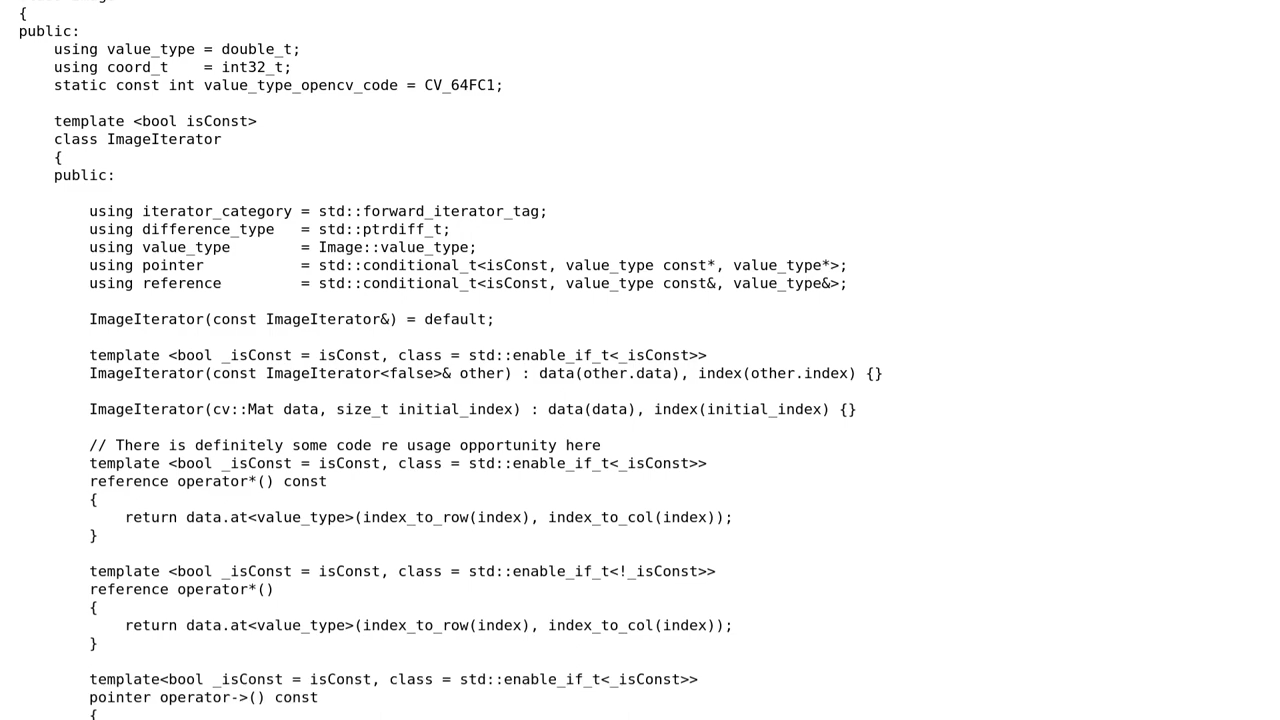 {
public:
    using value_type = double_t;
    using coord_t    = int32_t;
    static const int value_type_opencv_code = CV_64FC1;

    template <bool isConst>
    class ImageIterator
    {
    public:

        using iterator_category = std::forward_iterator_tag;
        using difference_type   = std::ptrdiff_t;
        using value_type        = Image::value_type;
        using pointer           = std::conditional_t<isConst, value_type const*, value_type*>;
        using reference         = std::conditional_t<isConst, value_type const&, value_type&>;

        ImageIterator(const ImageIterator&) = default;

        template <bool _isConst = isConst, class = std::enable_if_t<_isConst>>
        ImageIterator(const ImageIterator<false>& other) : data(other.data), index(other.index) {}

        ImageIterator(cv::Mat data, size_t initial_index) : data(data), index(initial_index) {}

        // There is definitely some code re usage opportunity here
        template <bool _isConst = isConst, class = std::enable_if_t<_isConst>>
        reference operator*() const
        {
            return data.at<value_type>(index_to_row(index), index_to_col(index));
        }

        template <bool _isConst = isConst, class = std::enable_if_t<!_isConst>>
        reference operator*()
        {
            return data.at<value_type>(index_to_row(index), index_to_col(index));
        }

        template<bool _isConst = isConst, class = std::enable_if_t<_isConst>>
        pointer operator->() const
        {